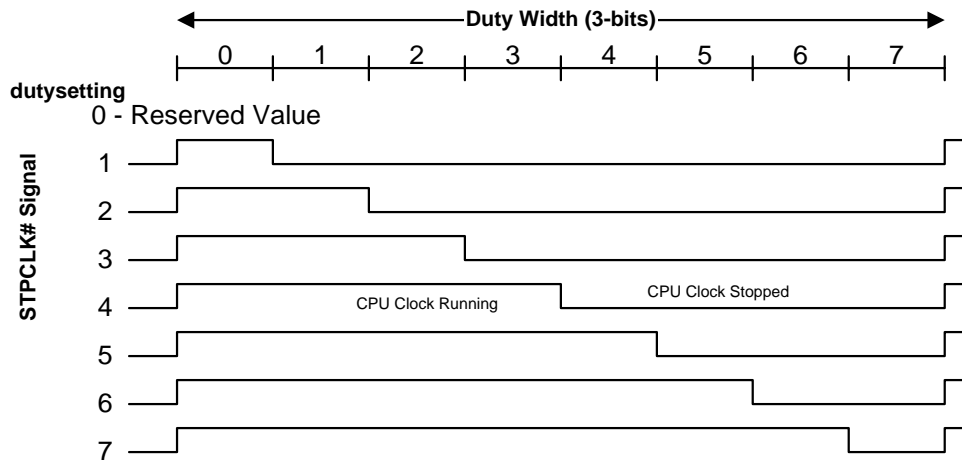 Duty Width (3-bits)
0 1 2 3 4 5 6 7
dutysetting
0 - Reserved Value
STPCLK# Signal
1
2
3
4
CPU Clock Running
CPU Clock Stopped
5
6
7